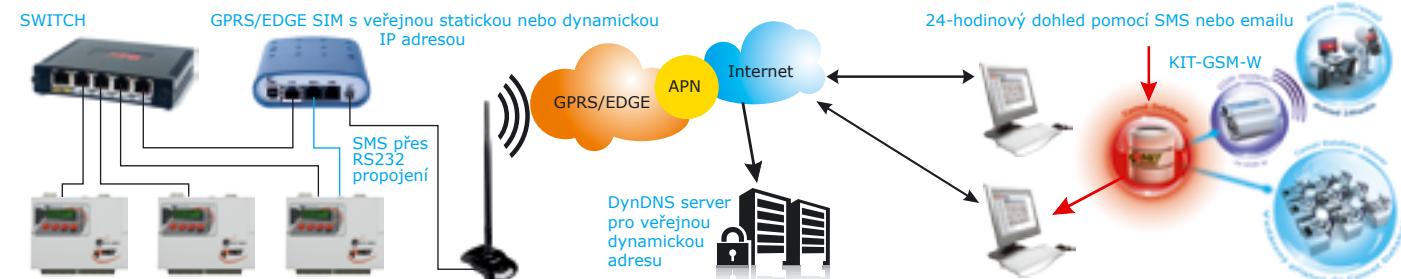 SWITCH
GPRS/EDGE SIM s veřejnou statickou nebo dynamickou
IP adresou
24-hodinový dohled pomocí SMS nebo emailu
KIT-GSM-W
Internet
APN
GPRS/EDGE
SMS přes
RS232
propojení
DynDNS server
pro veřejnou
dynamickou
adresu